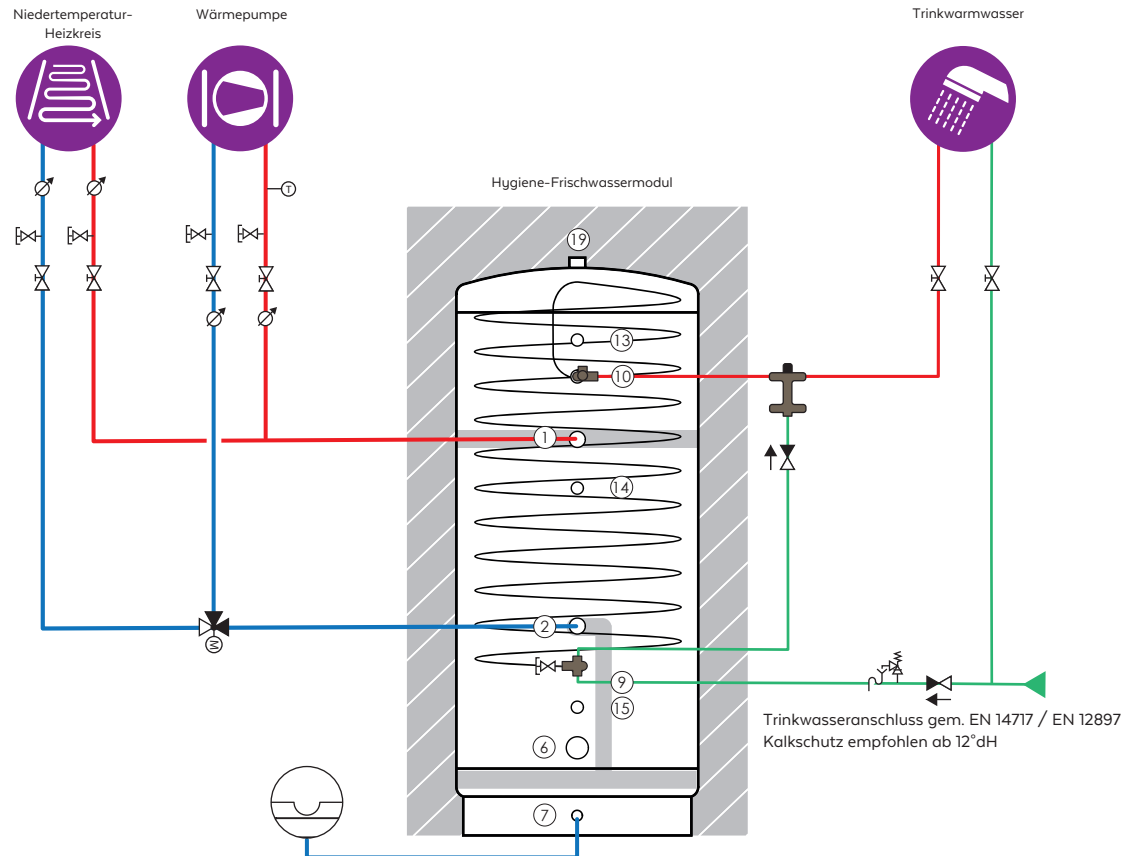 Niedertemperatur-
Heizkreis
Wärmepumpe
Trinkwarmwasser
T
Hygiene-Frischwassermodul
19
13
10
1
14
2
M
9
15
6
7
Trinkwasseranschluss gem. EN 14717 / EN 12897
Kalkschutz empfohlen ab 12°dH